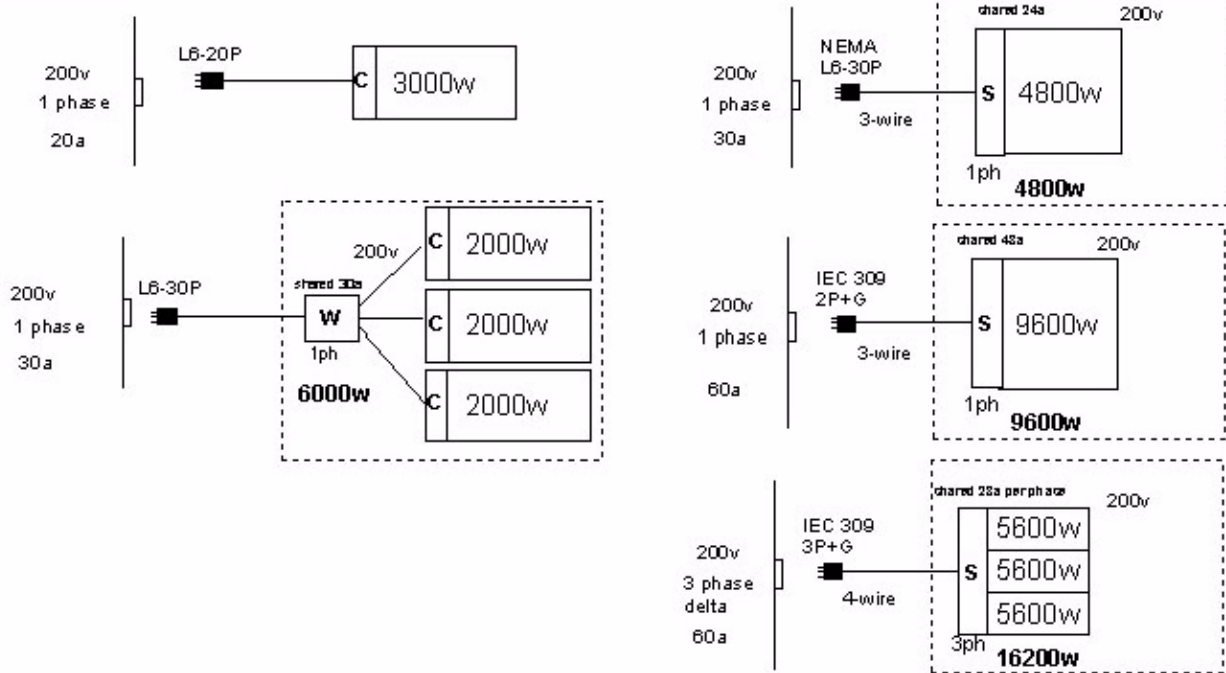 L6-20P
200v
1 phase
20a
C
3000w
L6-30P
200v
1 phase
30a
shared 30a
W
1ph
6000w
200v
C
2000w
C
2000w
C
2000w
shared 24a
200v
NEMA
L6-30P
200v
1 phase
30a
3-wire
S
4800w
1ph
4800w
shared 48a
200v
IEC 309
2P+G
200v
1 phase
60a
3-wire
S
9600w
1ph
9600w
shared 28a per phase
200v
IEC 309
3P+G
200v
3 phase
delta
60a
4-wire
S
5600w
5600w
5600w
3ph
16200w